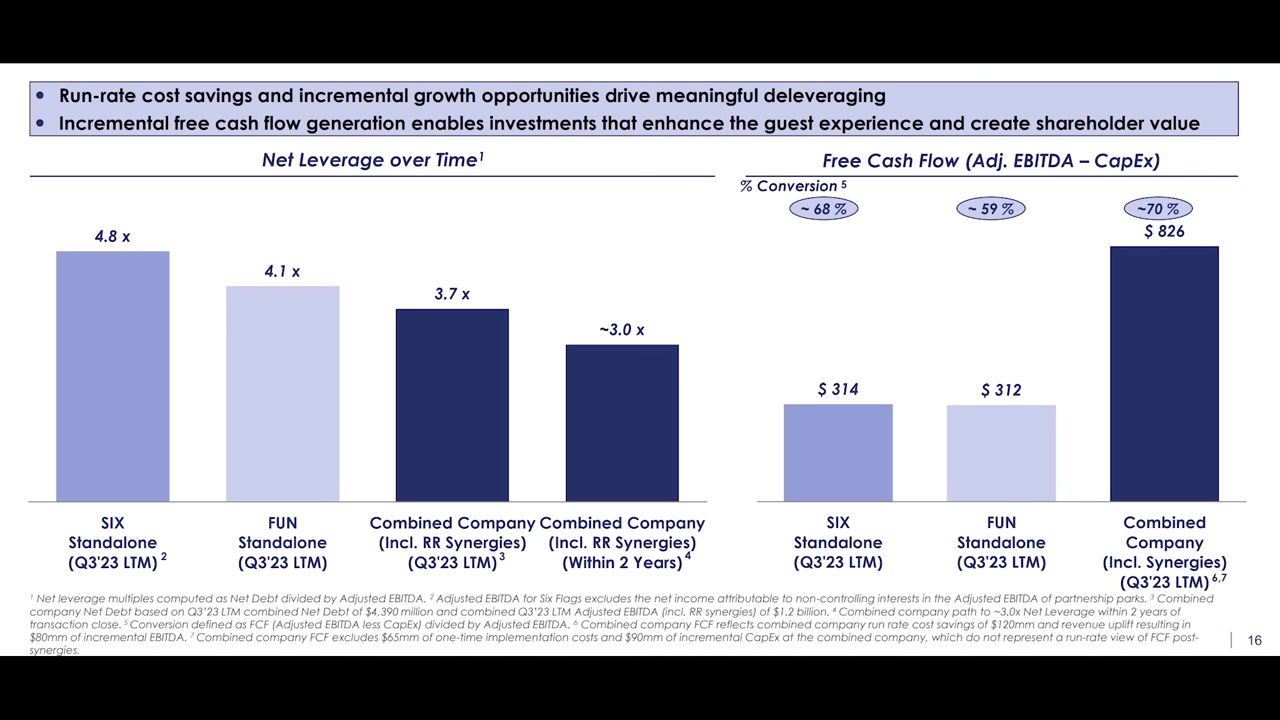 • Run-rate cost savings and incremental growth opportunities drive meaningful deleveraging
• Incremental free cash flow generation enables investments that enhance the guest experience and create shareholder value
Net Leverage over Time¹
4.8 x
4.1 x
3.7 x
~3.0 x
SIX
Standalone
(Q3'23 LTM) ²
FUN
Standalone
(Q3'23 LTM)
Combined Company
(Incl. RR Synergies)
(Q3'23 LTM) ³
Combined Company
(Incl. RR Synergies)
(Within 2 Years) ⁴
Free Cash Flow (Adj. EBITDA – CapEx)
% Conversion ⁵
~ 68 %
~ 59 %
~70 %
$ 314
$ 312
$ 826
SIX
Standalone
(Q3'23 LTM)
FUN
Standalone
(Q3'23 LTM)
Combined
Company
(Incl. Synergies)
(Q3'23 LTM) ⁶,⁷
¹ Net leverage multiples computed as Net Debt divided by Adjusted EBITDA. ² Adjusted EBITDA for Six Flags excludes the net income attributable to non-controlling interests in the Adjusted EBITDA of partnership parks. ³ Combined
company Net Debt based on Q3'23 LTM combined Net Debt of $4,390 million and combined Q3'23 LTM Adjusted EBITDA (incl. RR synergies) of $1.2 billion. ⁴ Combined company path to ~3.0x Net Leverage within 2 years of
transaction close. ⁵ Conversion defined as FCF (Adjusted EBITDA less CapEx) divided by Adjusted EBITDA. ⁶ Combined company FCF reflects combined company run rate cost savings of $120mm and revenue uplift resulting in
$80mm of incremental EBITDA. ⁷ Combined company FCF excludes $65mm of one-time implementation costs and $90mm of incremental CapEx at the combined company, which do not represent a run-rate view of FCF post-
synergies.
16